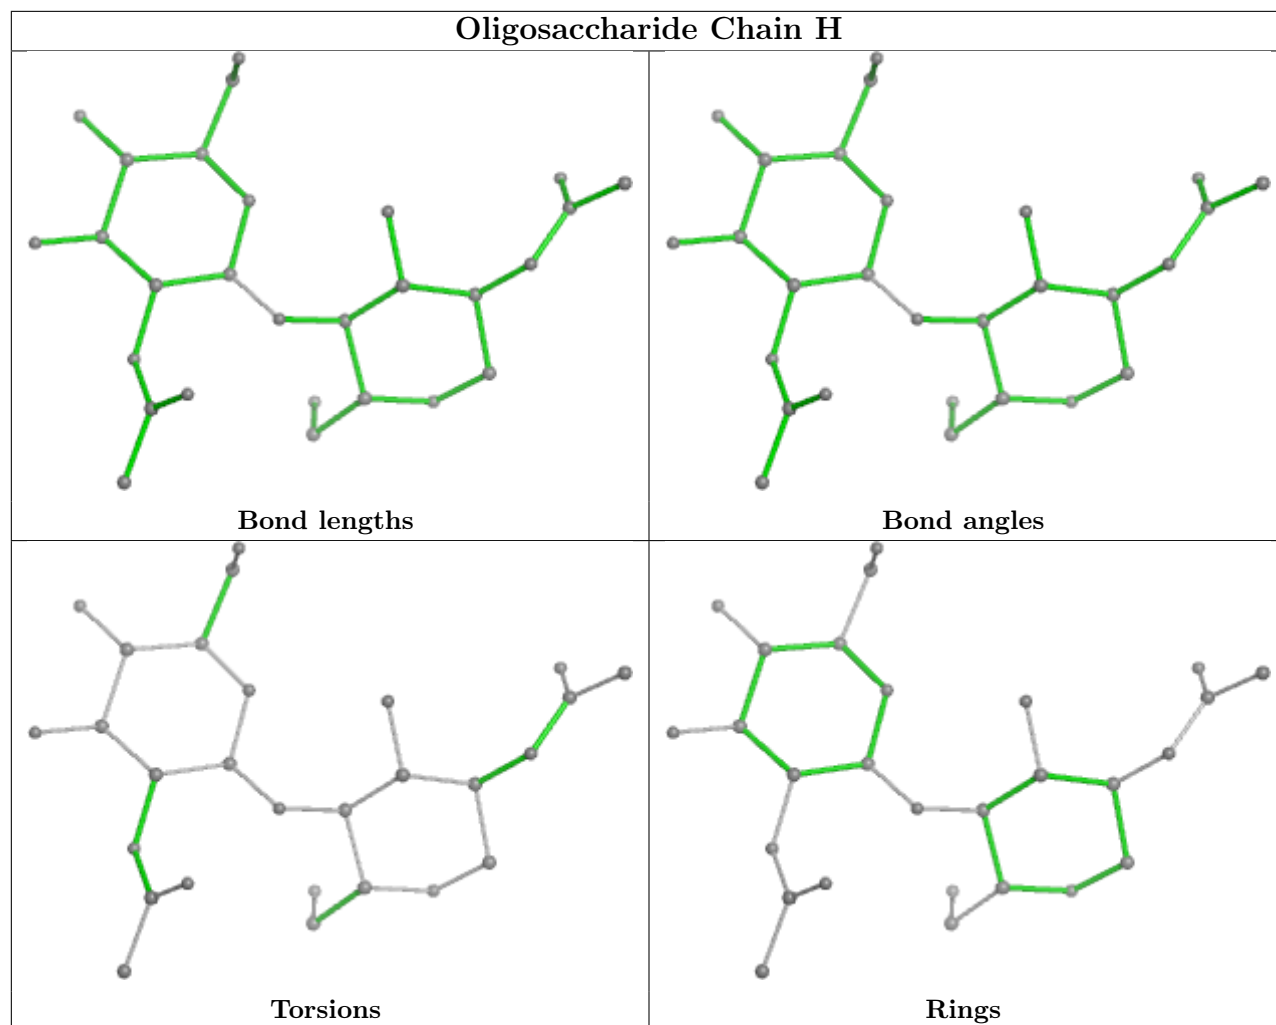 Oligosaccharide Chain H
Bond lengths
Bond angles
Torsions
Rings